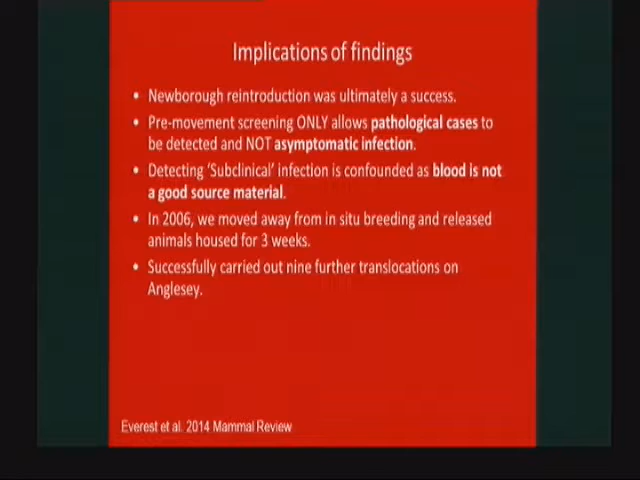 Implications of findings
• Newborough reintroduction was ultimately a success.
• Pre-movement screening ONLY allows pathological cases to
be detected and NOT asymptomatic infection.
• Detecting 'Subclinical' infection is confounded as blood is not
a good source material.
• In 2006, we moved away from in situ breeding and released
animals housed for 3 weeks.
• Successfully carried out nine further translocations on
Anglesey.
Everest et al. 2014 Mammal Review